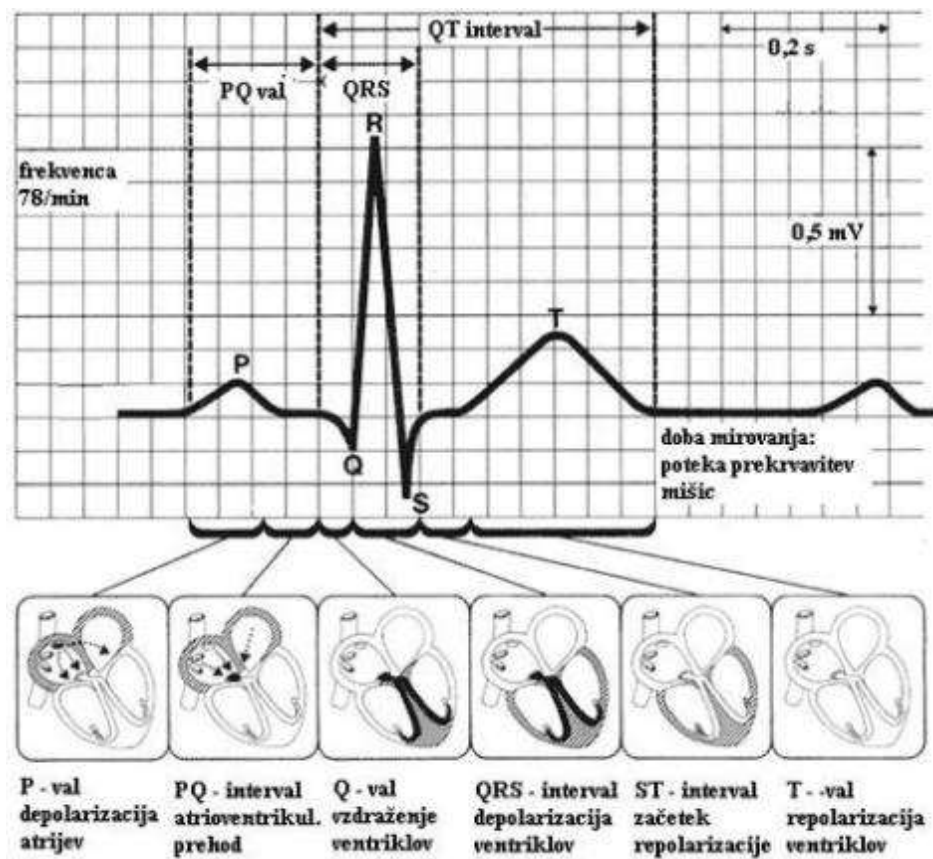 QT interval
0,2 s
PQ val
QRS
R
frekvenca
78/min
0,5 mV
T
P
Q
S
doba mirovanja:
poteka prekrvavitev
mišic
P - val
depolarizacija
atrijev
PQ - interval
atrioventrikul.
prehod
Q - val
vzdraženje
ventriklov
QRS - interval
depolarizacija
ventriklov
ST - interval
začetek
repolarizacije
T - -val
repolarizacija
ventriklov